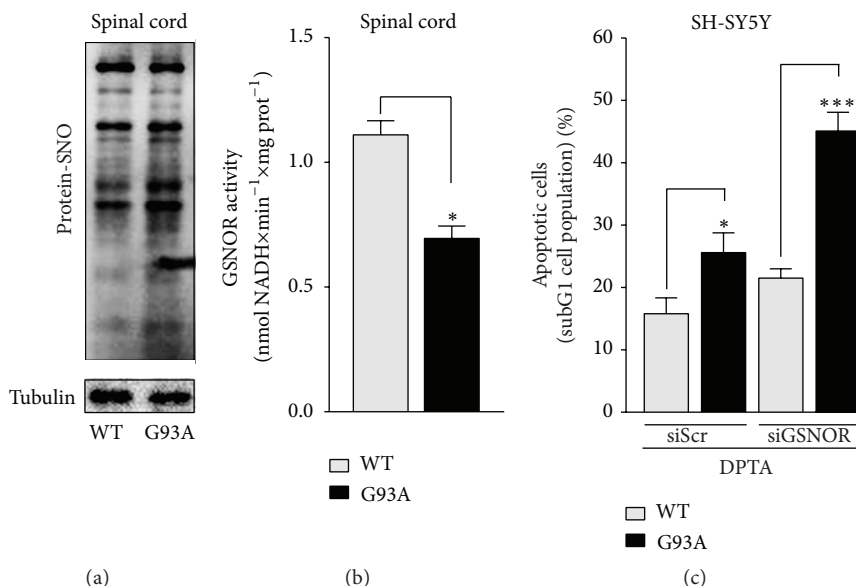 Spinal cord
Protein-SNO
Tubulin
WT G93A
(a)
Spinal cord
GSNOR activity
(nmol NADH×min−1×mg prot−1)
1.5
1.0
0.5
0.0
*
WT
G93A
(b)
SH-SY5Y
Apoptotic cells
(subG1 cell population) (%)
60
50
40
30
20
10
0
*
***
siScr siGSNOR
DPTA
WT
G93A
(c)